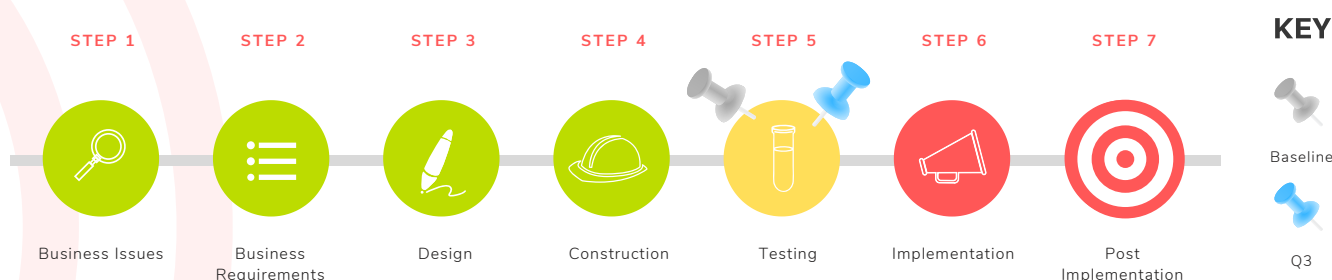 STEP 1
STEP 2
STEP 3
STEP 4
STEP 5
STEP 6
STEP 7
KEY
Business Issues
Business
Requirements
Design
Construction
Testing
Implementation
Post
Implementation
Baseline
Q3